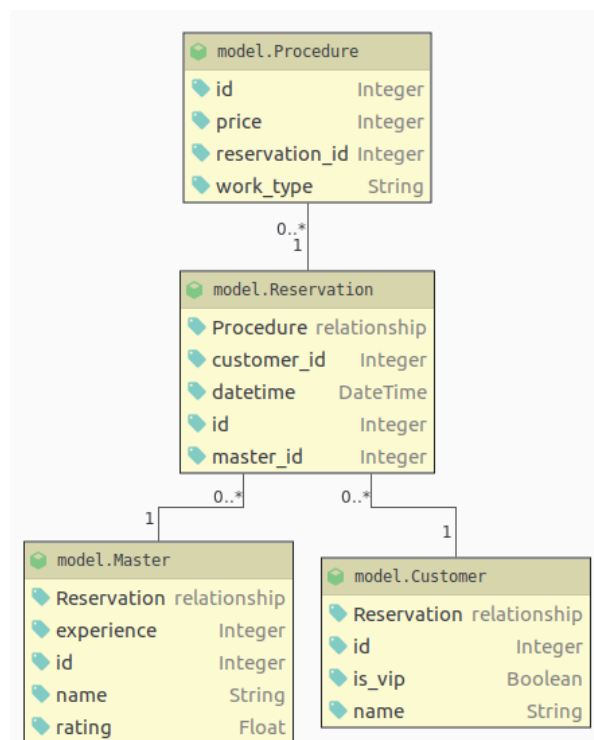 model.Procedure
id Integer
price Integer
reservation_id Integer
work_type String
0..*
1
model.Reservation
Procedure relationship
customer_id Integer
datetime DateTime
id Integer
master_id Integer
0..*
0..*
1
1
model.Master
Reservation relationship
experience Integer
id Integer
name String
rating Float
model.Customer
Reservation relationship
id Integer
is_vip Boolean
name String